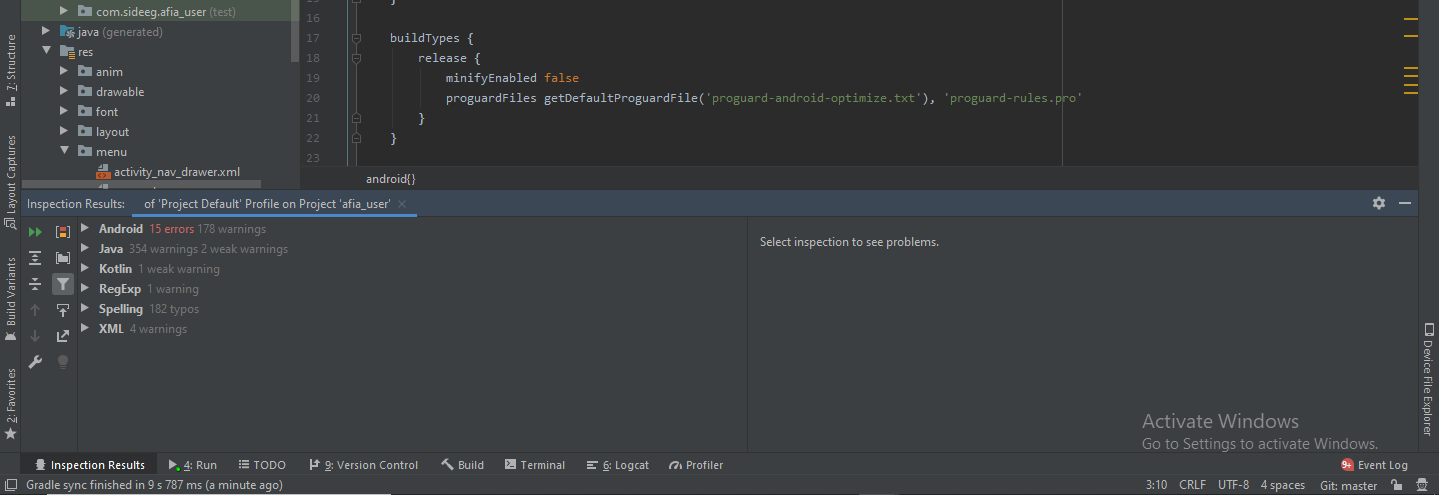 com.sideeg.afia_user (test)
java (generated)
res
anim
drawable
font
layout
menu
activity_nav_drawer.xml
Z: Structure
Layout Captures
Build Variants
2: Favorites
16
17 buildTypes {
18 release {
19 minifyEnabled false
20 proguardFiles getDefaultProguardFile('proguard-android-optimize.txt'), 'proguard-rules.pro'
21 }
22 }
23
android{}
Inspection Results: of 'Project Default' Profile on Project 'afia_user'
Android 15 errors 178 warnings
Java 354 warnings 2 weak warnings
Kotlin 1 weak warning
RegExp 1 warning
Spelling 182 typos
XML 4 warnings
Select inspection to see problems.
Device File Explorer
Activate Windows
Go to Settings to activate Windows.
Inspection Results 4: Run TODO 9: Version Control Build Terminal 6: Logcat Profiler 9+ Event Log
Gradle sync finished in 9 s 787 ms (a minute ago) 3:10 CRLF UTF-8 4 spaces Git: master